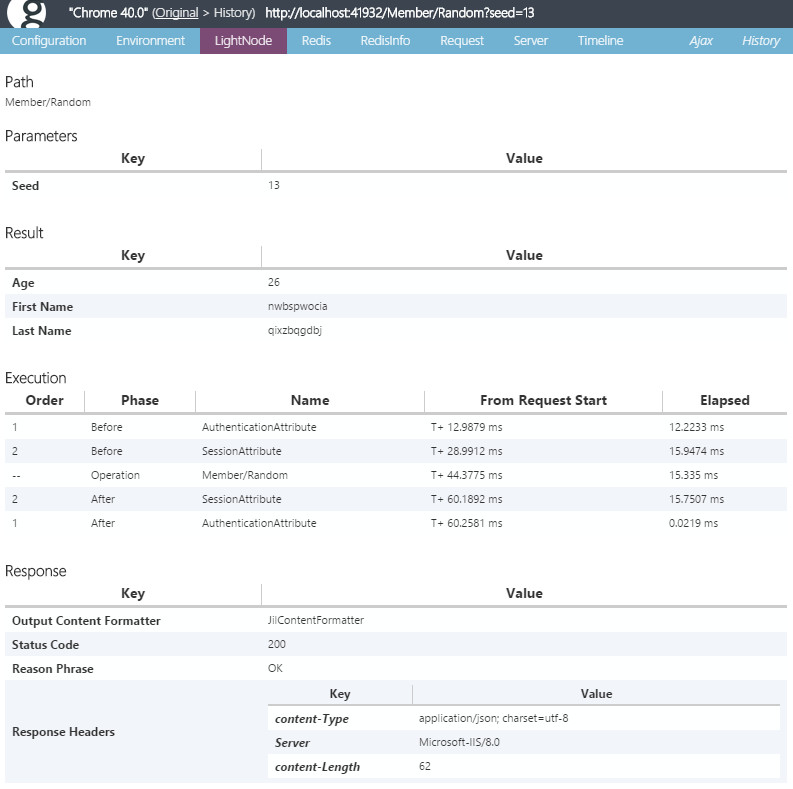 "Chrome 40.0" (Original > History) http://localhost:41932/Member/Random?seed=13
Configuration Environment LightNode Redis RedisInfo Request Server Timeline Ajax History
Path
Member/Random
Parameters
Key Value
Seed 13
Result
Key Value
Age 26
First Name nwbspwocia
Last Name qixzbqgdbj
Execution
Order Phase Name From Request Start Elapsed
1 Before AuthenticationAttribute T+ 12.9879 ms 12.2233 ms
2 Before SessionAttribute T+ 28.9912 ms 15.9474 ms
-- Operation Member/Random T+ 44.3775 ms 15.335 ms
2 After SessionAttribute T+ 60.1892 ms 15.7507 ms
1 After AuthenticationAttribute T+ 60.2581 ms 0.0219 ms
Response
Key Value
Output Content Formatter JilContentFormatter
Status Code 200
Reason Phrase OK
Response Headers
Key Value
content-Type application/json; charset=utf-8
Server Microsoft-IIS/8.0
content-Length 62